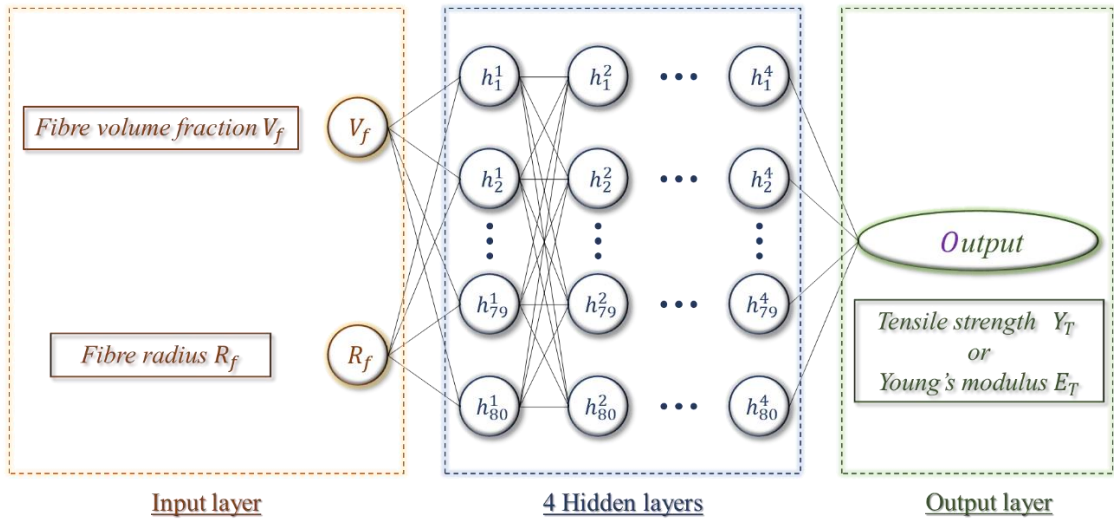 Fibre volume fraction V_f
V_f
Fibre radius R_f
R_f
h_1^1 h_1^2 ••• h_1^4
h_2^1 h_2^2 ••• h_2^4
h_79^1 h_79^2 ••• h_79^4
h_80^1 h_80^2 ••• h_80^4
Output
Tensile strength Y_T
or
Young's modulus E_T
Input layer
4 Hidden layers
Output layer